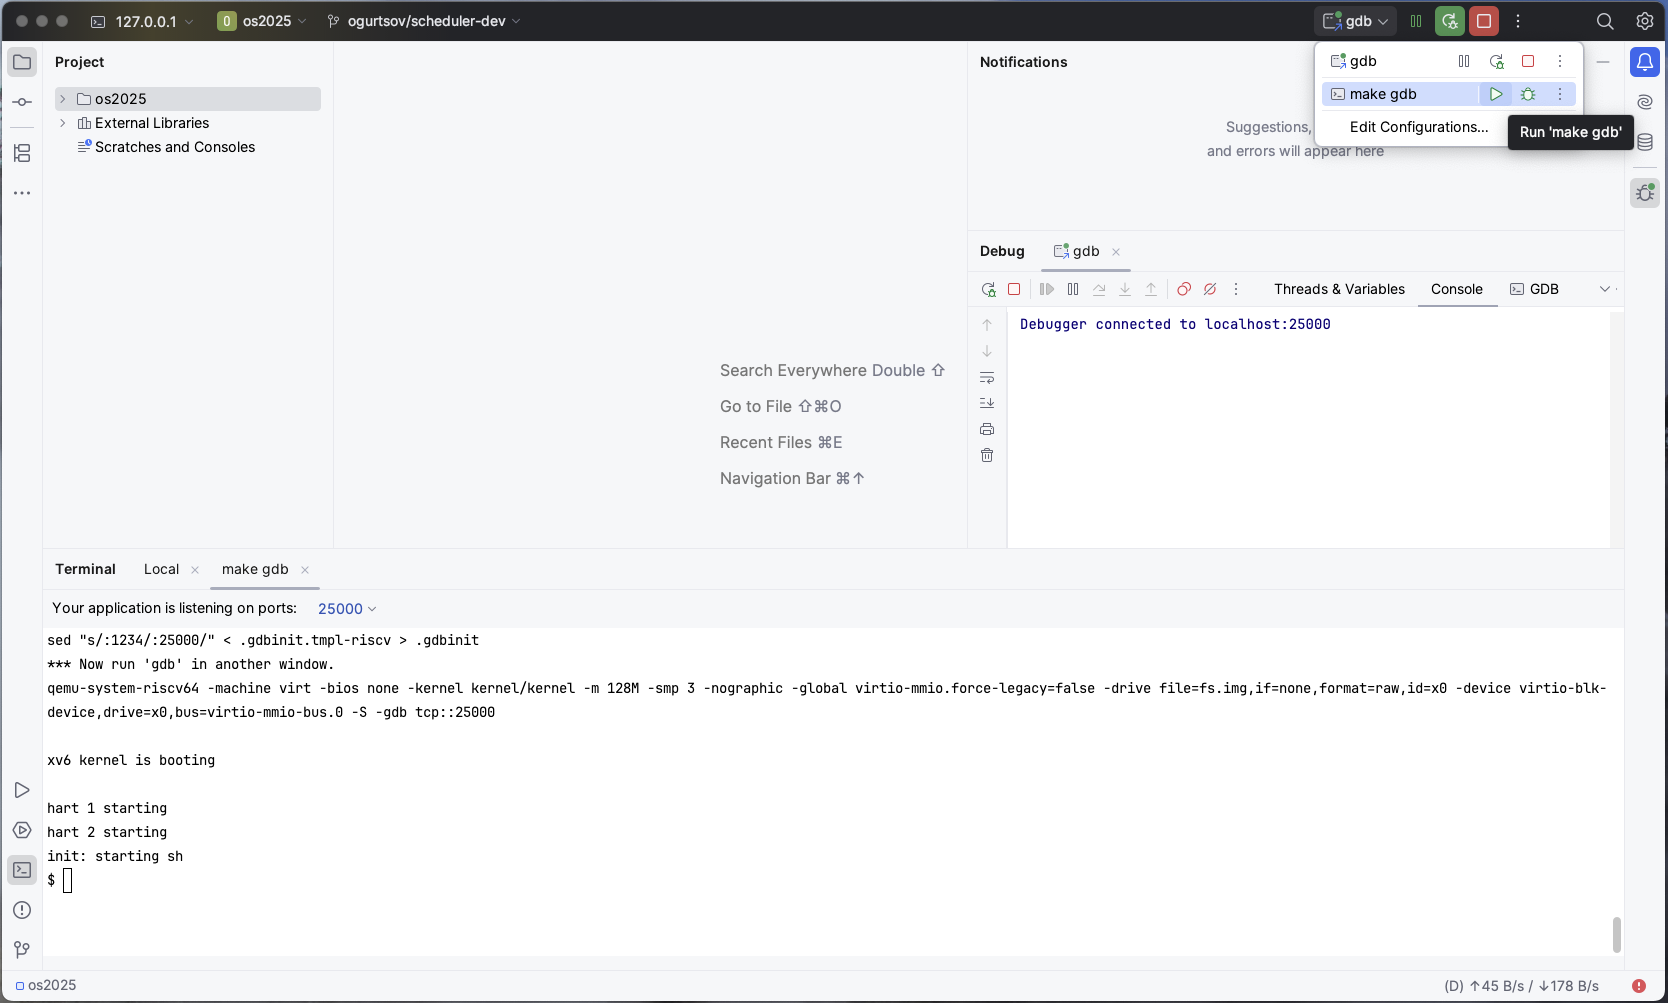 127.0.0.1
O os2025
ogurtsov/scheduler-dev
gdb
Project
os2025
External Libraries
Scratches and Consoles
Search Everywhere Double ⇧
Go to File ⇧⌘O
Recent Files ⌘E
Navigation Bar ⌘↑
Notifications
Suggestions,
and errors will appear here
gdb
make gdb
Edit Configurations...
Run 'make gdb'
Debug
gdb
Threads & Variables
Console
GDB
Debugger connected to localhost:25000
Terminal
Local
make gdb
Your application is listening on ports: 25000
sed "s/:1234/:25000/" < .gdbinit.tmpl-riscv > .gdbinit
*** Now run 'gdb' in another window.
qemu-system-riscv64 -machine virt -bios none -kernel kernel/kernel -m 128M -smp 3 -nographic -global virtio-mmio.force-legacy=false -drive file=fs.img,if=none,format=raw,id=x0 -device virtio-blk-
device,drive=x0,bus=virtio-mmio-bus.0 -S -gdb tcp::25000
xv6 kernel is booting
hart 1 starting
hart 2 starting
init: starting sh
$
os2025
(D) ↑45 B/s / ↓178 B/s